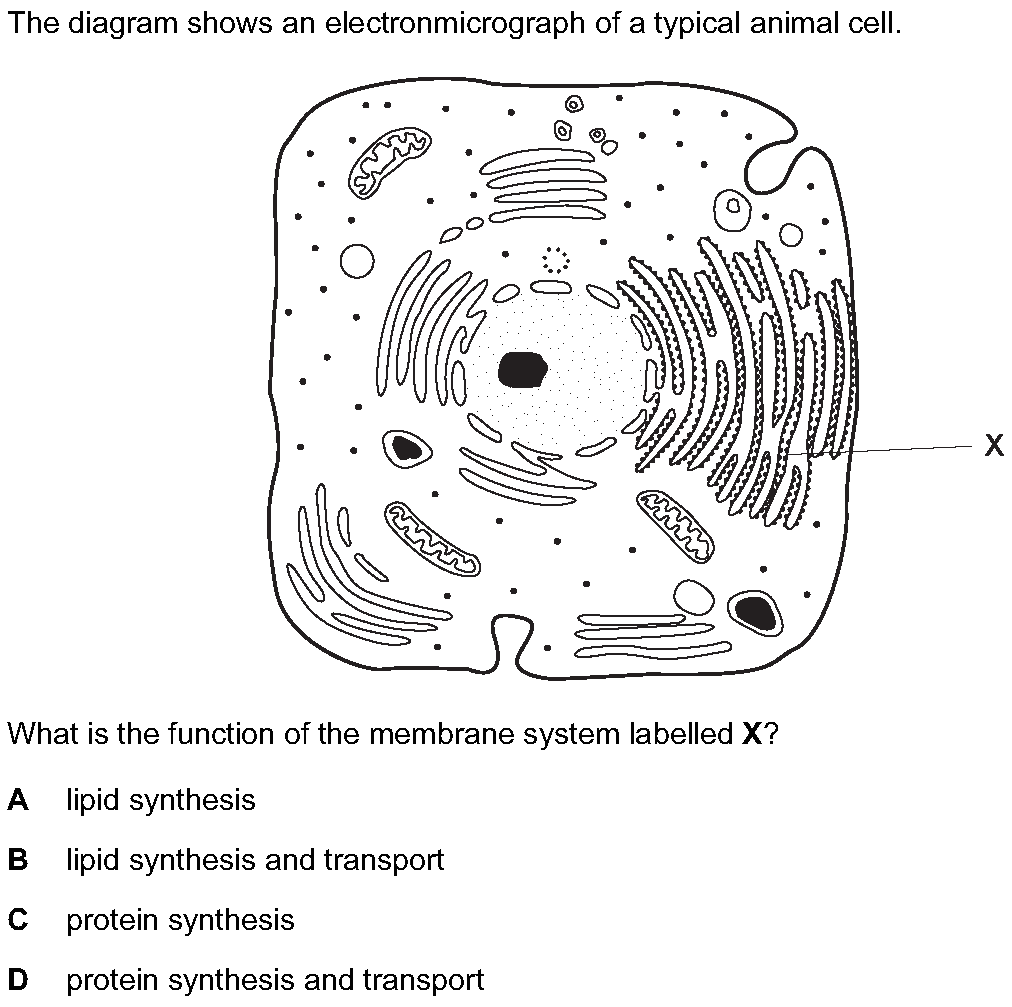 The diagram shows an electronmicrograph of a typical animal cell.
X
What is the function of the membrane system labelled X?
A lipid synthesis
B lipid synthesis and transport
C protein synthesis
D protein synthesis and transport